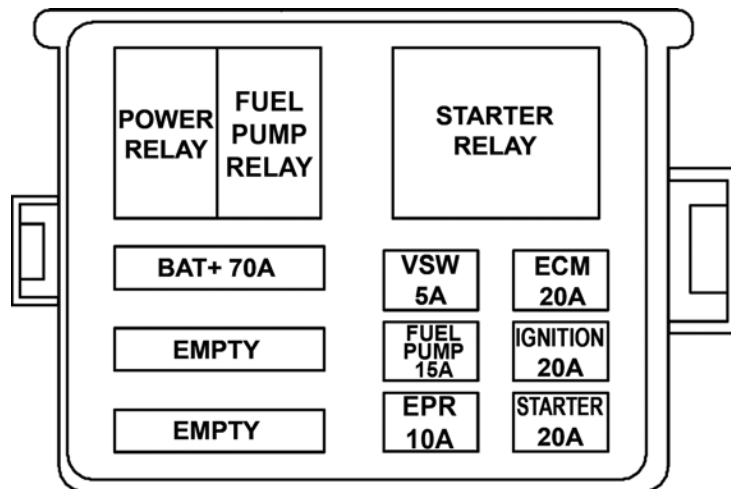 POWER
RELAY
FUEL
PUMP
RELAY
STARTER
RELAY
BAT+ 70A
VSW
5A
ECM
20A
EMPTY
FUEL
PUMP
15A
IGNITION
20A
EMPTY
EPR
10A
STARTER
20A